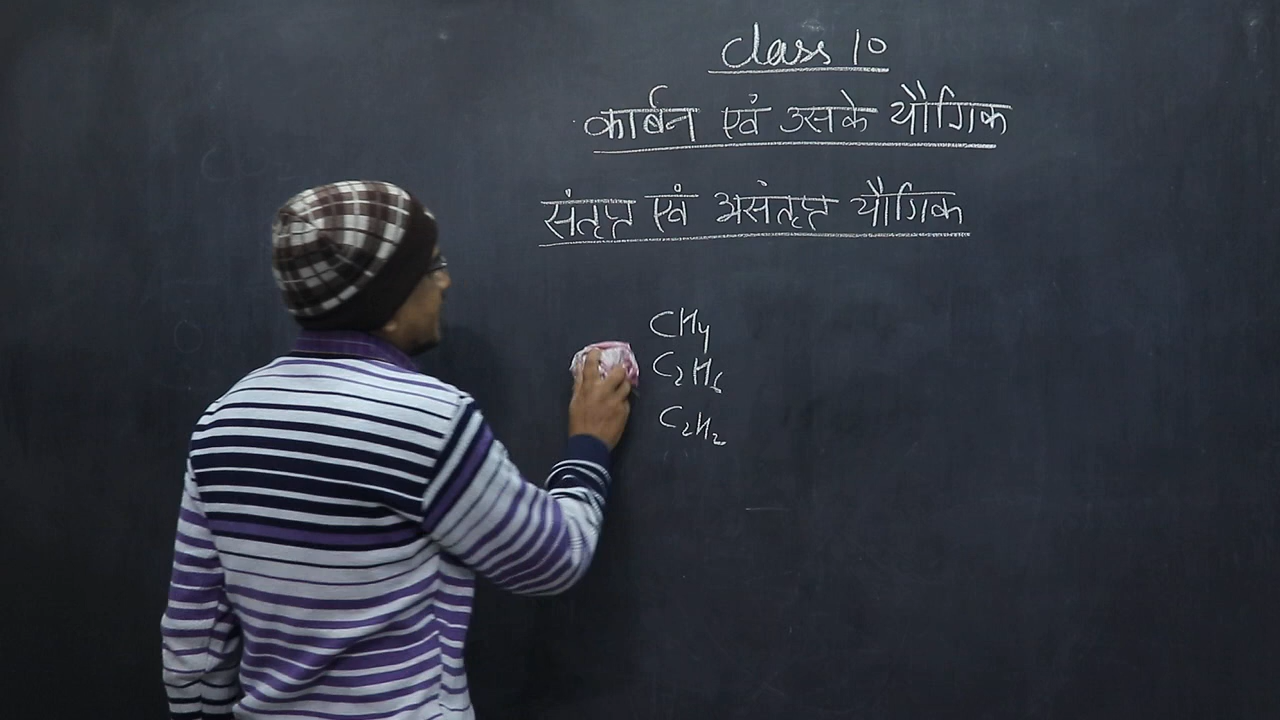 Class 10
कार्बन एवं उसके यौगिक
संतृप्त एवं असंतृप्त यौगिक
CH4
C2H6
C2H2